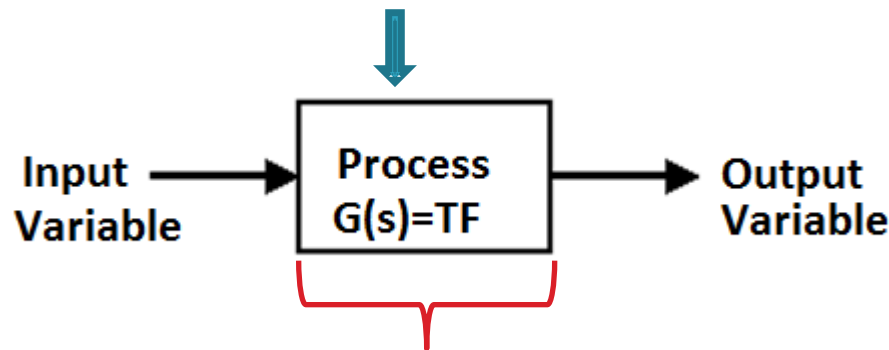 Input
Variable
Process
G(s)=TF
Output
Variable